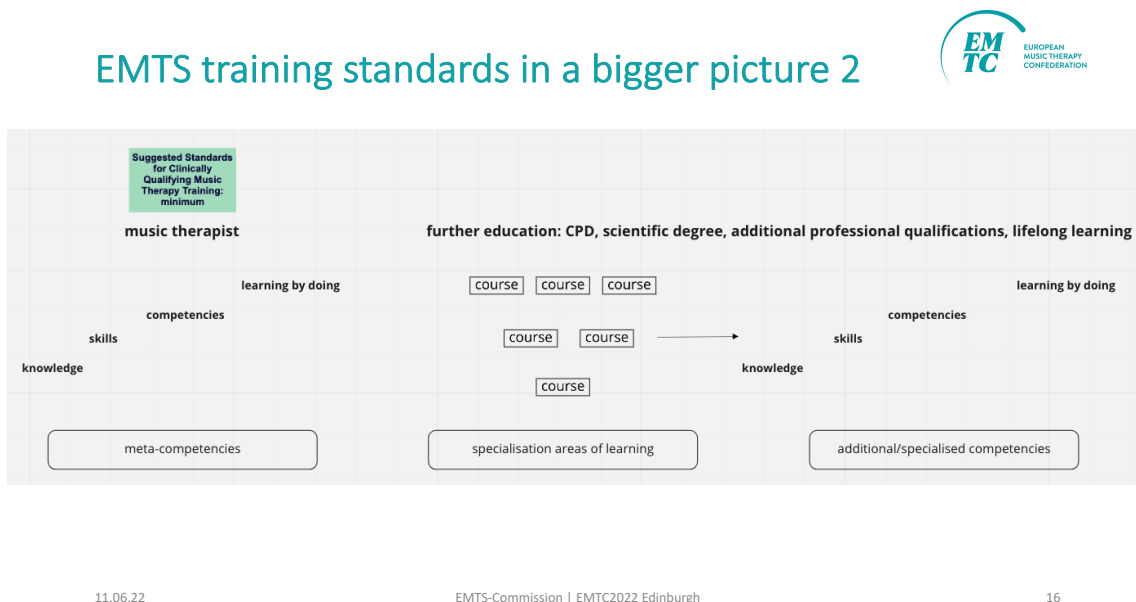 EMTS training standards in a bigger picture 2
EM
TC
EUROPEAN
MUSIC THERAPY
CONFEDERATION
Suggested Standards
for Clinically
Qualifying Music
Therapy Training:
minimum
music therapist
further education: CPD, scientific degree, additional professional qualifications, lifelong learning
learning by doing
competencies
skills
knowledge
course course course
course course
course
learning by doing
competencies
skills
knowledge
meta-competencies
specialisation areas of learning
additional/specialised competencies
11.06.22
EMTS-Commission | EMTC2022 Edinburgh
16